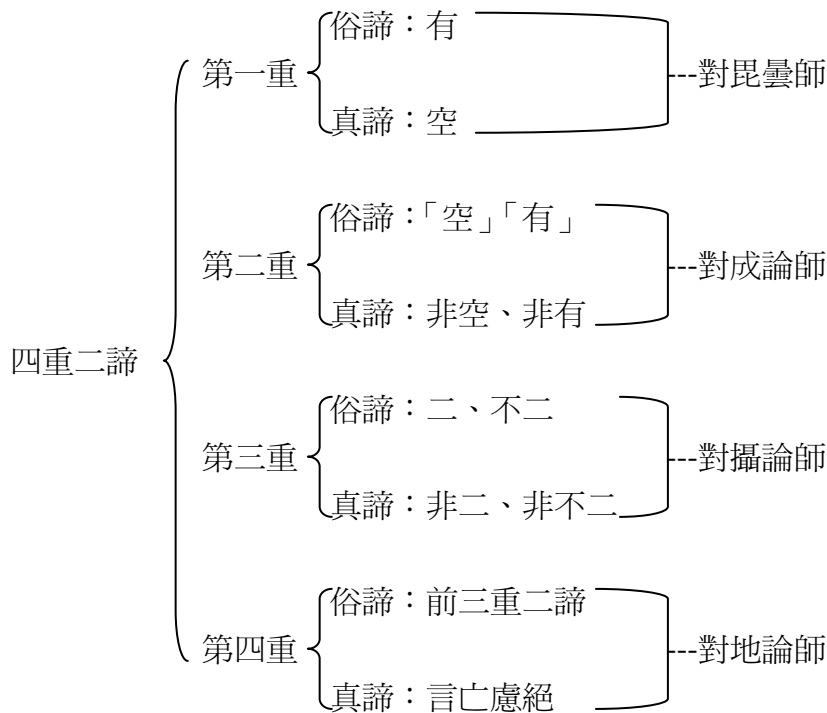 四重二諦
第一重
俗諦：有
真諦：空
---對毘曇師
第二重
俗諦：「空」「有」
真諦：非空、非有
---對成論師
第三重
俗諦：二、不二
真諦：非二、非不二
---對攝論師
第四重
俗諦：前三重二諦
真諦：言亡慮絕
---對地論師